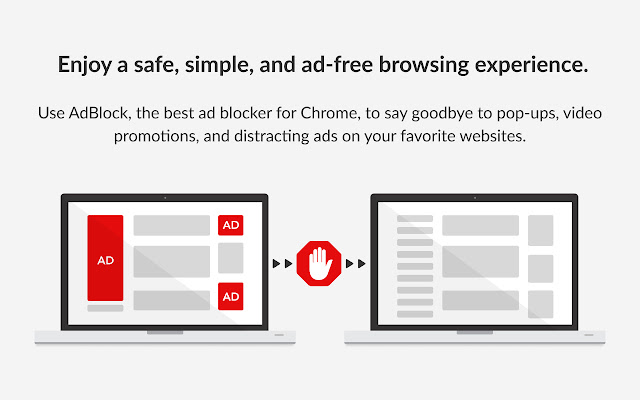 Enjoy a safe, simple, and ad-free browsing experience.
Use AdBlock, the best ad blocker for Chrome, to say goodbye to pop-ups, video
promotions, and distracting ads on your favorite websites.
AD
AD
AD